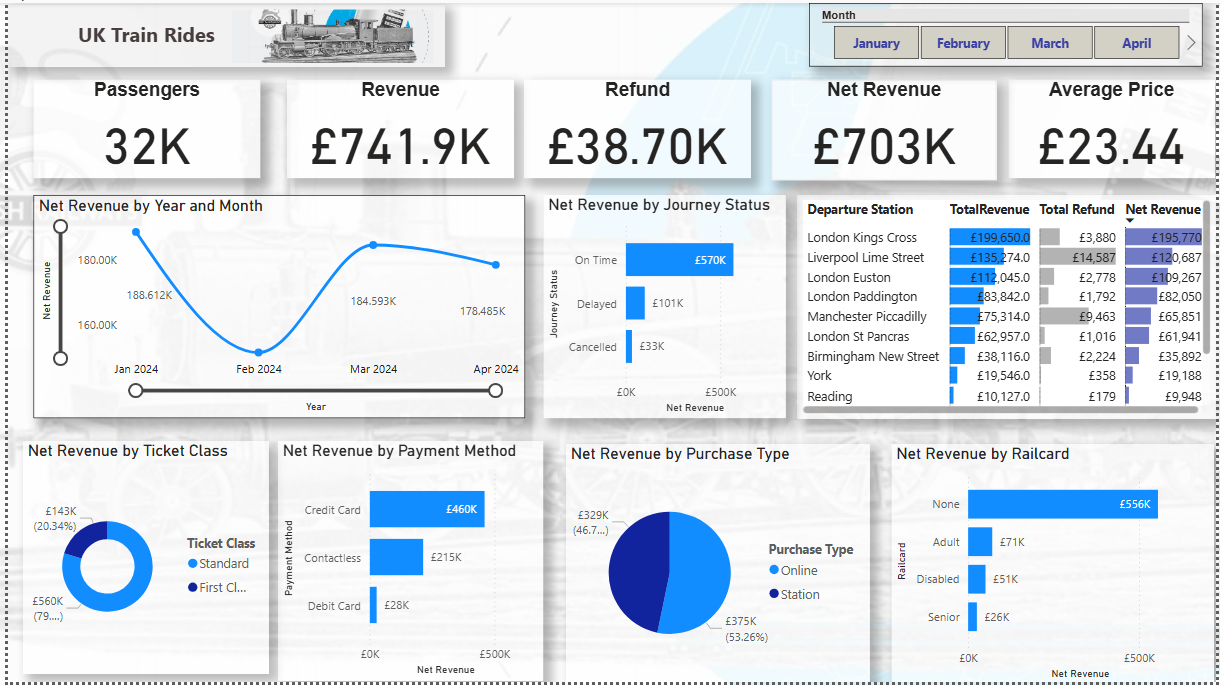 UK Train Rides
Month
January February March April
Passengers
32K
Revenue
£741.9K
Refund
£38.70K
Net Revenue
£703K
Average Price
£23.44
Net Revenue by Year and Month
Net Revenue
180.00K
160.00K
188.612K
184.593K
178.485K
Jan 2024 Feb 2024 Mar 2024 Apr 2024
Year
Net Revenue by Journey Status
Journey Status
On Time £570K
Delayed £101K
Cancelled £33K
£0K £500K
Net Revenue
Departure Station TotalRevenue Total Refund Net Revenue
London Kings Cross £199,650.0 £3,880 £195,770
Liverpool Lime Street £135,274.0 £14,587 £120,687
London Euston £112,045.0 £2,778 £109,267
London Paddington £83,842.0 £1,792 £82,050
Manchester Piccadilly £75,314.0 £9,463 £65,851
London St Pancras £62,957.0 £1,016 £61,941
Birmingham New Street £38,116.0 £2,224 £35,892
York £19,546.0 £358 £19,188
Reading £10,127.0 £179 £9,948
Net Revenue by Ticket Class
£143K
(20.34%)
£560K
(79....)
Ticket Class
Standard
First Cl...
Net Revenue by Payment Method
Payment Method
Credit Card £460K
Contactless £215K
Debit Card £28K
£0K £500K
Net Revenue
Net Revenue by Purchase Type
£329K
(46.7...)
£375K
(53.26%)
Purchase Type
Online
Station
Net Revenue by Railcard
Railcard
None £556K
Adult £71K
Disabled £51K
Senior £26K
£0K £500K
Net Revenue